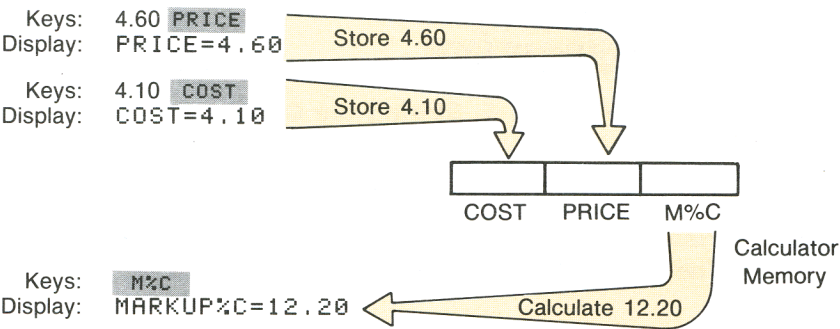 Keys: 4.60 PRICE
Display: PRICE=4.60
Store 4.60
Keys: 4.10 COST
Display: COST=4.10
Store 4.10
COST PRICE M%C
Calculator
Memory
Keys: M%C
Display: MARKUP%C=12.20
Calculate 12.20